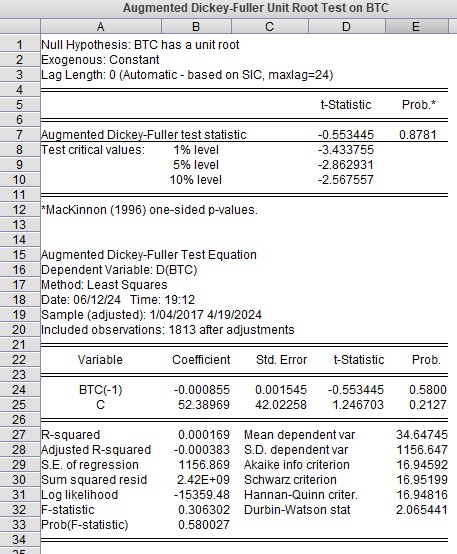 Augmented Dickey-Fuller Unit Root Test on BTC
A B C D E
1 Null Hypothesis: BTC has a unit root
2 Exogenous: Constant
3 Lag Length: 0 (Automatic - based on SIC, maxlag=24)
4
5 t-Statistic Prob.*
6
7 Augmented Dickey-Fuller test statistic -0.553445 0.8781
8 Test critical values: 1% level -3.433755
9 5% level -2.862931
10 10% level -2.567557
11
12 *MacKinnon (1996) one-sided p-values.
13
14
15 Augmented Dickey-Fuller Test Equation
16 Dependent Variable: D(BTC)
17 Method: Least Squares
18 Date: 06/12/24 Time: 19:12
19 Sample (adjusted): 1/04/2017 4/19/2024
20 Included observations: 1813 after adjustments
21
22 Variable Coefficient Std. Error t-Statistic Prob.
23
24 BTC(-1) -0.000855 0.001545 -0.553445 0.5800
25 C 52.38969 42.02258 1.246703 0.2127
26
27 R-squared 0.000169 Mean dependent var 34.64745
28 Adjusted R-squared -0.000383 S.D. dependent var 1156.647
29 S.E. of regression 1156.869 Akaike info criterion 16.94592
30 Sum squared resid 2.42E+09 Schwarz criterion 16.95199
31 Log likelihood -15359.48 Hannan-Quinn criter. 16.94816
32 F-statistic 0.306302 Durbin-Watson stat 2.065441
33 Prob(F-statistic) 0.580027
34